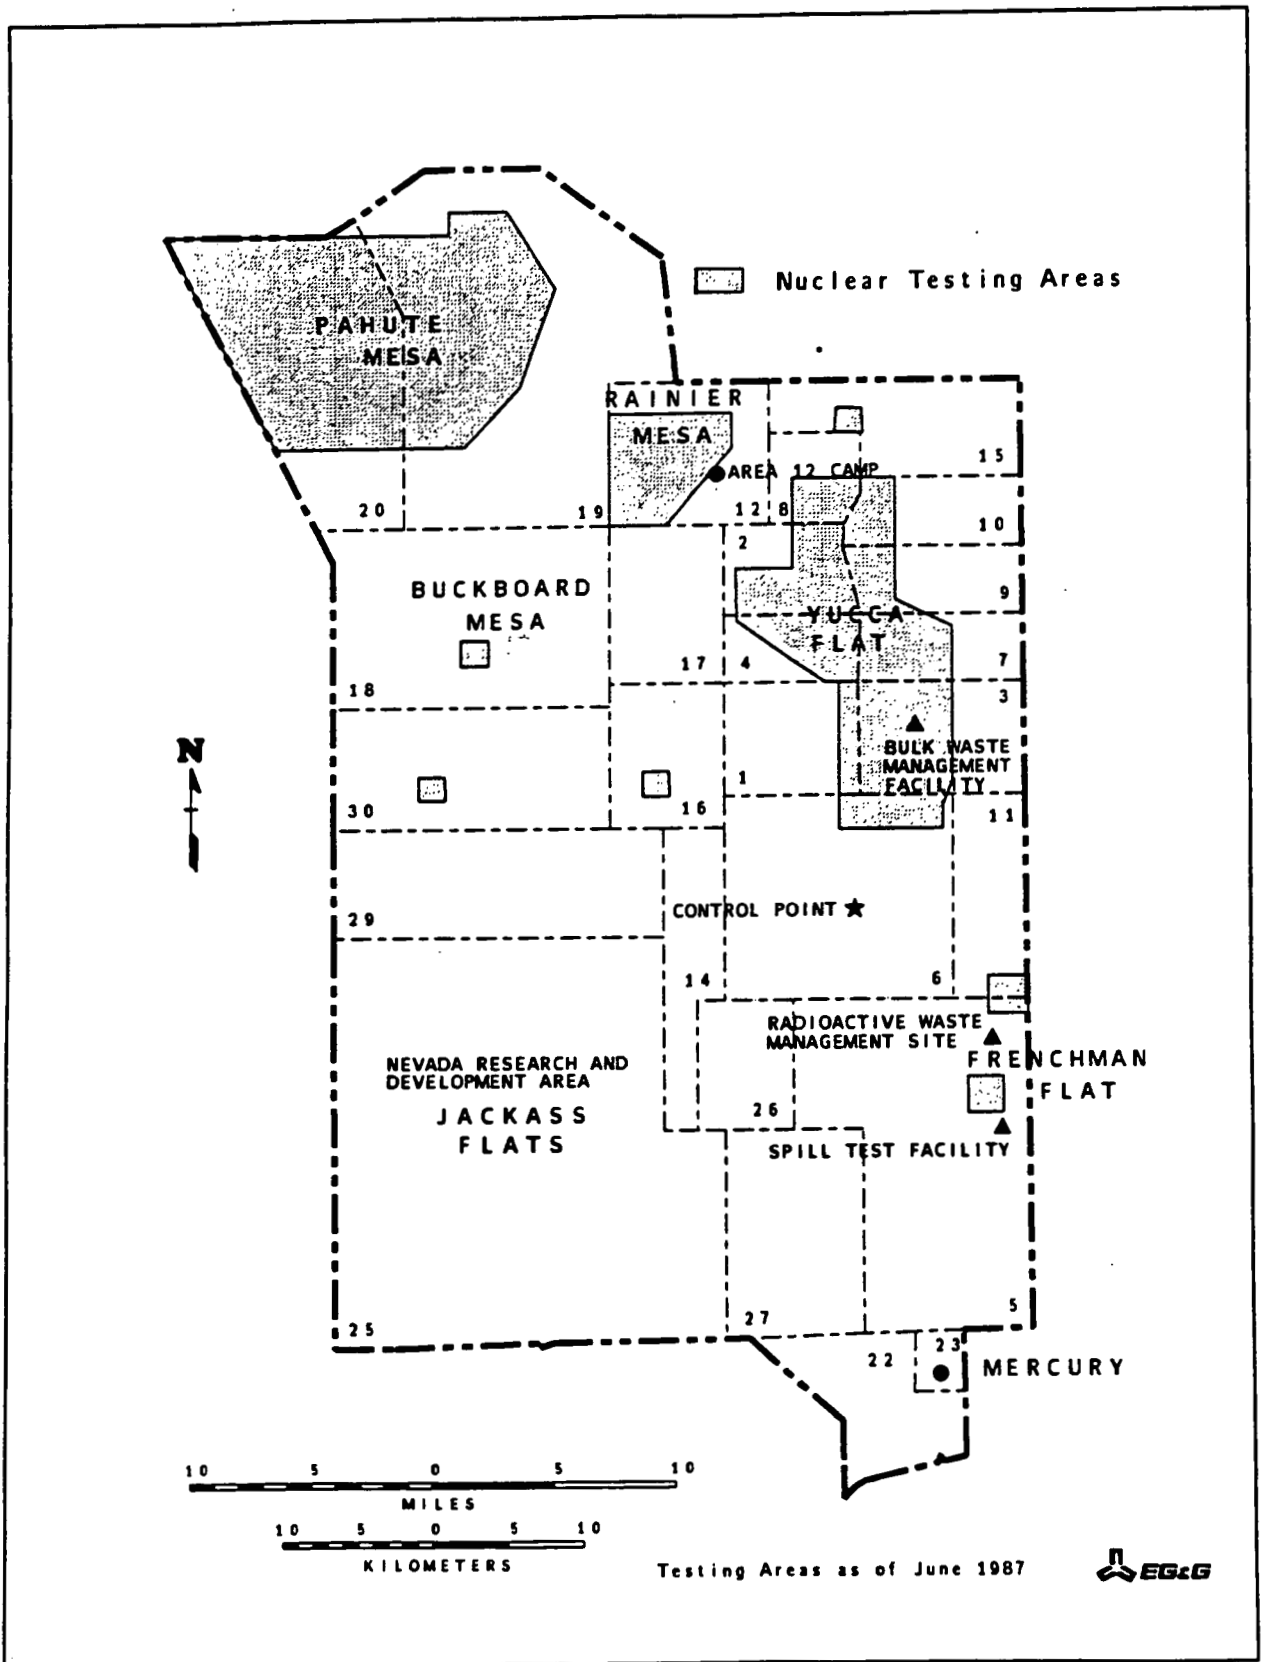 Nuclear Testing Areas
PAHUTE
MESA
RAINIER
MESA
15
AREA 12 CAMP
20
19
12
8
10
2
BUCKBOARD
MESA
9
YUCCA
FLAT
17
4
7
18
3
N
BULK WASTE
MANAGEMENT
FACILITY
1
30
16
11
CONTROL POINT
29
14
6
RADIOACTIVE WASTE
MANAGEMENT SITE
FRENCHMAN
FLAT
NEVADA RESEARCH AND
DEVELOPMENT AREA
JACKASS
FLATS
26
SPILL TEST FACILITY
25
27
5
22
23
MERCURY
10 5 0 5 10
MILES
10 5 0 5 10
KILOMETERS
Testing Areas as of June 1987
EG&G